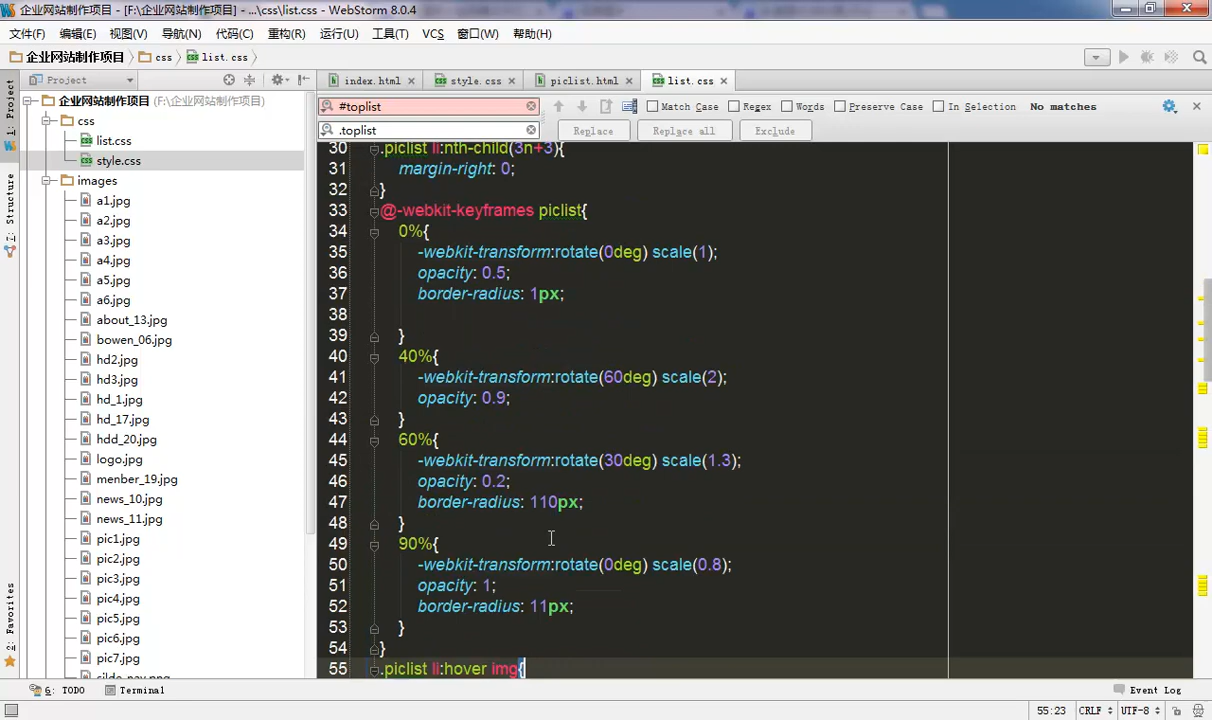 企业网站制作项目 - [F:\企业网站制作项目] - ...\css\list.css - WebStorm 8.0.4
文件(F) 编辑(E) 视图(V) 导航(N) 代码(C) 重构(R) 运行(U) 工具(T) VCS 窗口(W) 帮助(H)
企业网站制作项目 css list.css
Project
index.html style.css piclist.html list.css
企业网站制作项目 (F:\企业网站制作项目)
css
list.css
style.css
images
a1.jpg
a2.jpg
a3.jpg
a4.jpg
a5.jpg
a6.jpg
about_13.jpg
bowen_06.jpg
hd2.jpg
hd3.jpg
hd_1.jpg
hd_17.jpg
hdd_20.jpg
logo.jpg
menber_19.jpg
news_10.jpg
news_11.jpg
pic1.jpg
pic2.jpg
pic3.jpg
pic4.jpg
pic5.jpg
pic6.jpg
pic7.jpg
1: Project
7: Structure
2: Favorites
#toplist Match Case Regex Words Preserve Case In Selection No matches
.toplist Replace Replace all Exclude
30 .piclist li:nth-child(3n+3){
31 margin-right: 0;
32 }
33 @-webkit-keyframes piclist{
34 0%{
35 -webkit-transform:rotate(0deg) scale(1);
36 opacity: 0.5;
37 border-radius: 1px;
38
39 }
40 40%{
41 -webkit-transform:rotate(60deg) scale(2);
42 opacity: 0.9;
43 }
44 60%{
45 -webkit-transform:rotate(30deg) scale(1.3);
46 opacity: 0.2;
47 border-radius: 110px;
48 }
49 90%{
50 -webkit-transform:rotate(0deg) scale(0.8);
51 opacity: 1;
52 border-radius: 11px;
53 }
54 }
55 .piclist li:hover img{
6: TODO Terminal Event Log
55:23 CRLF UTF-8